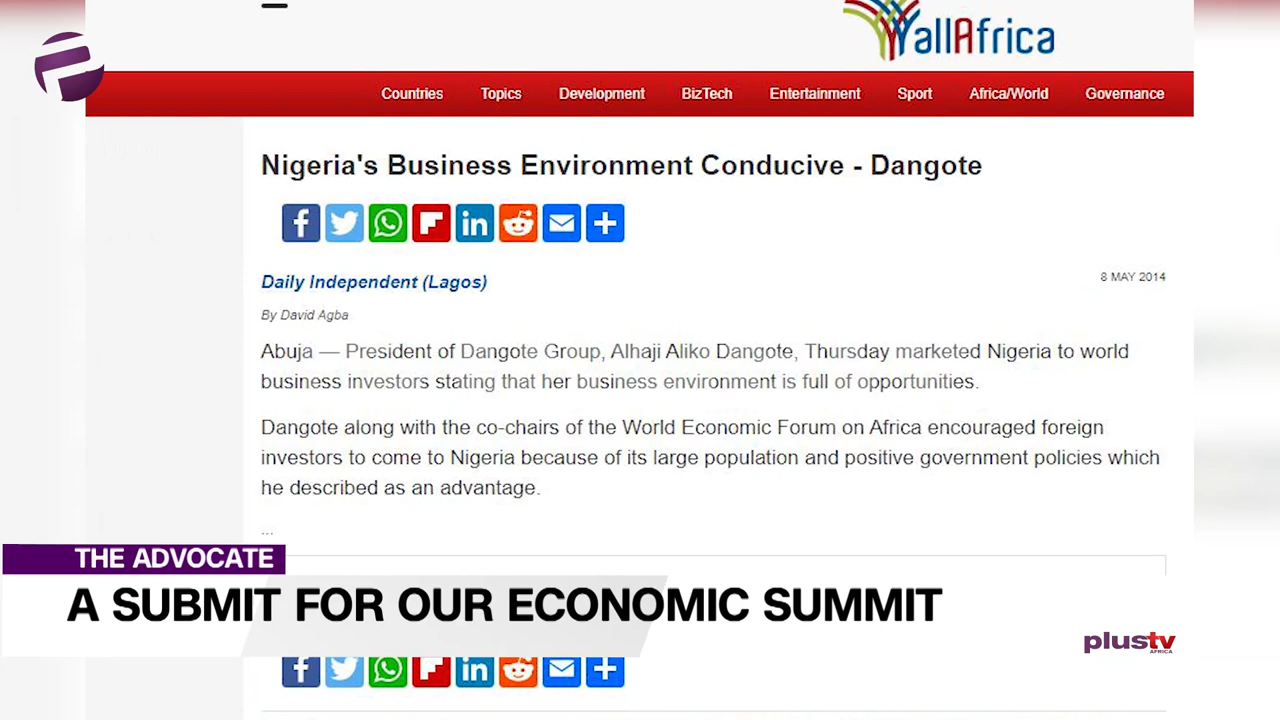 allAfrica
Countries Topics Development BizTech Entertainment Sport Africa/World Governance
Nigeria's Business Environment Conducive - Dangote
Daily Independent (Lagos)
8 MAY 2014
By David Agba
Abuja — President of Dangote Group, Alhaji Aliko Dangote, Thursday marketed Nigeria to world
business investors stating that her business environment is full of opportunities.
Dangote along with the co-chairs of the World Economic Forum on Africa encouraged foreign
investors to come to Nigeria because of its large population and positive government policies which
he described as an advantage.
...
THE ADVOCATE
A SUBMIT FOR OUR ECONOMIC SUMMIT
plustv
AFRICA